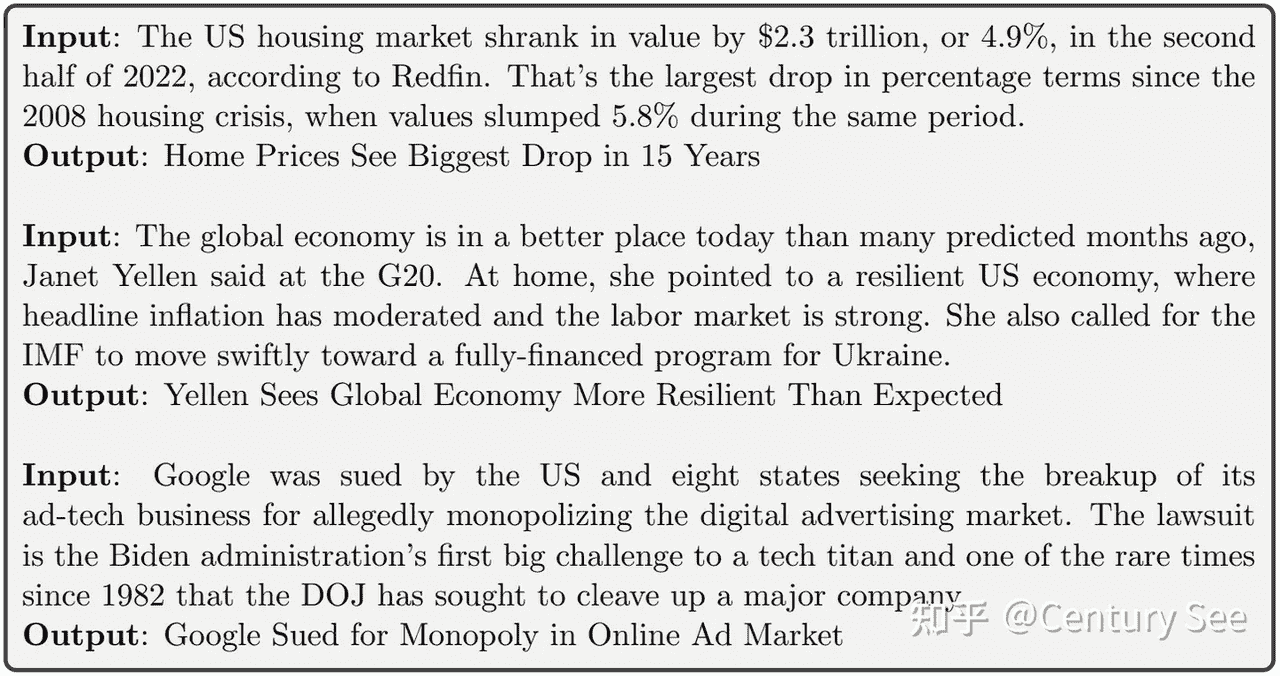 Input: The US housing market shrank in value by $2.3 trillion, or 4.9%, in the second
half of 2022, according to Redfin. That's the largest drop in percentage terms since the
2008 housing crisis, when values slumped 5.8% during the same period.
Output: Home Prices See Biggest Drop in 15 Years
Input: The global economy is in a better place today than many predicted months ago,
Janet Yellen said at the G20. At home, she pointed to a resilient US economy, where
headline inflation has moderated and the labor market is strong. She also called for the
IMF to move swiftly toward a fully-financed program for Ukraine.
Output: Yellen Sees Global Economy More Resilient Than Expected
Input: Google was sued by the US and eight states seeking the breakup of its
ad-tech business for allegedly monopolizing the digital advertising market. The lawsuit
is the Biden administration's first big challenge to a tech titan and one of the rare times
since 1982 that the DOJ has sought to cleave up a major company.
Output: Google Sued for Monopoly in Online Ad Market
知乎 @Century See